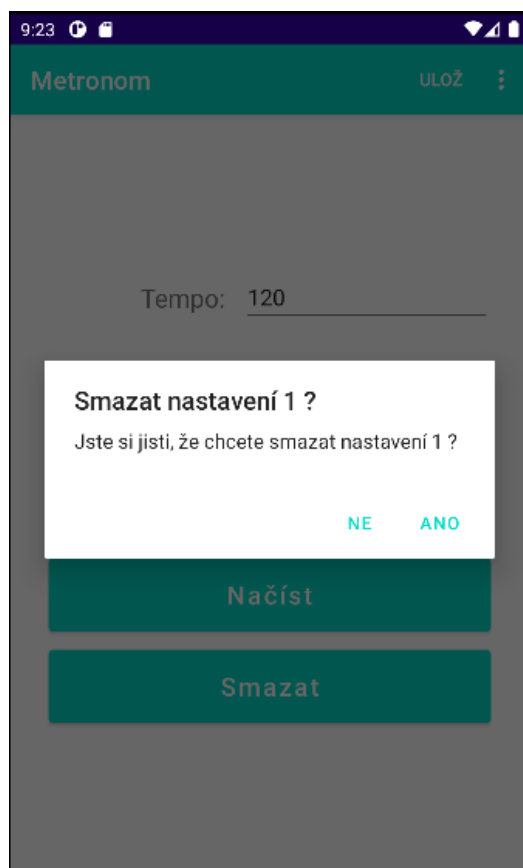 9:23
Metronom ULOŽ
Tempo: 120
Smazat nastavení 1 ?
Jste si jisti, že chcete smazat nastavení 1 ?
NE ANO
Načíst
Smazat